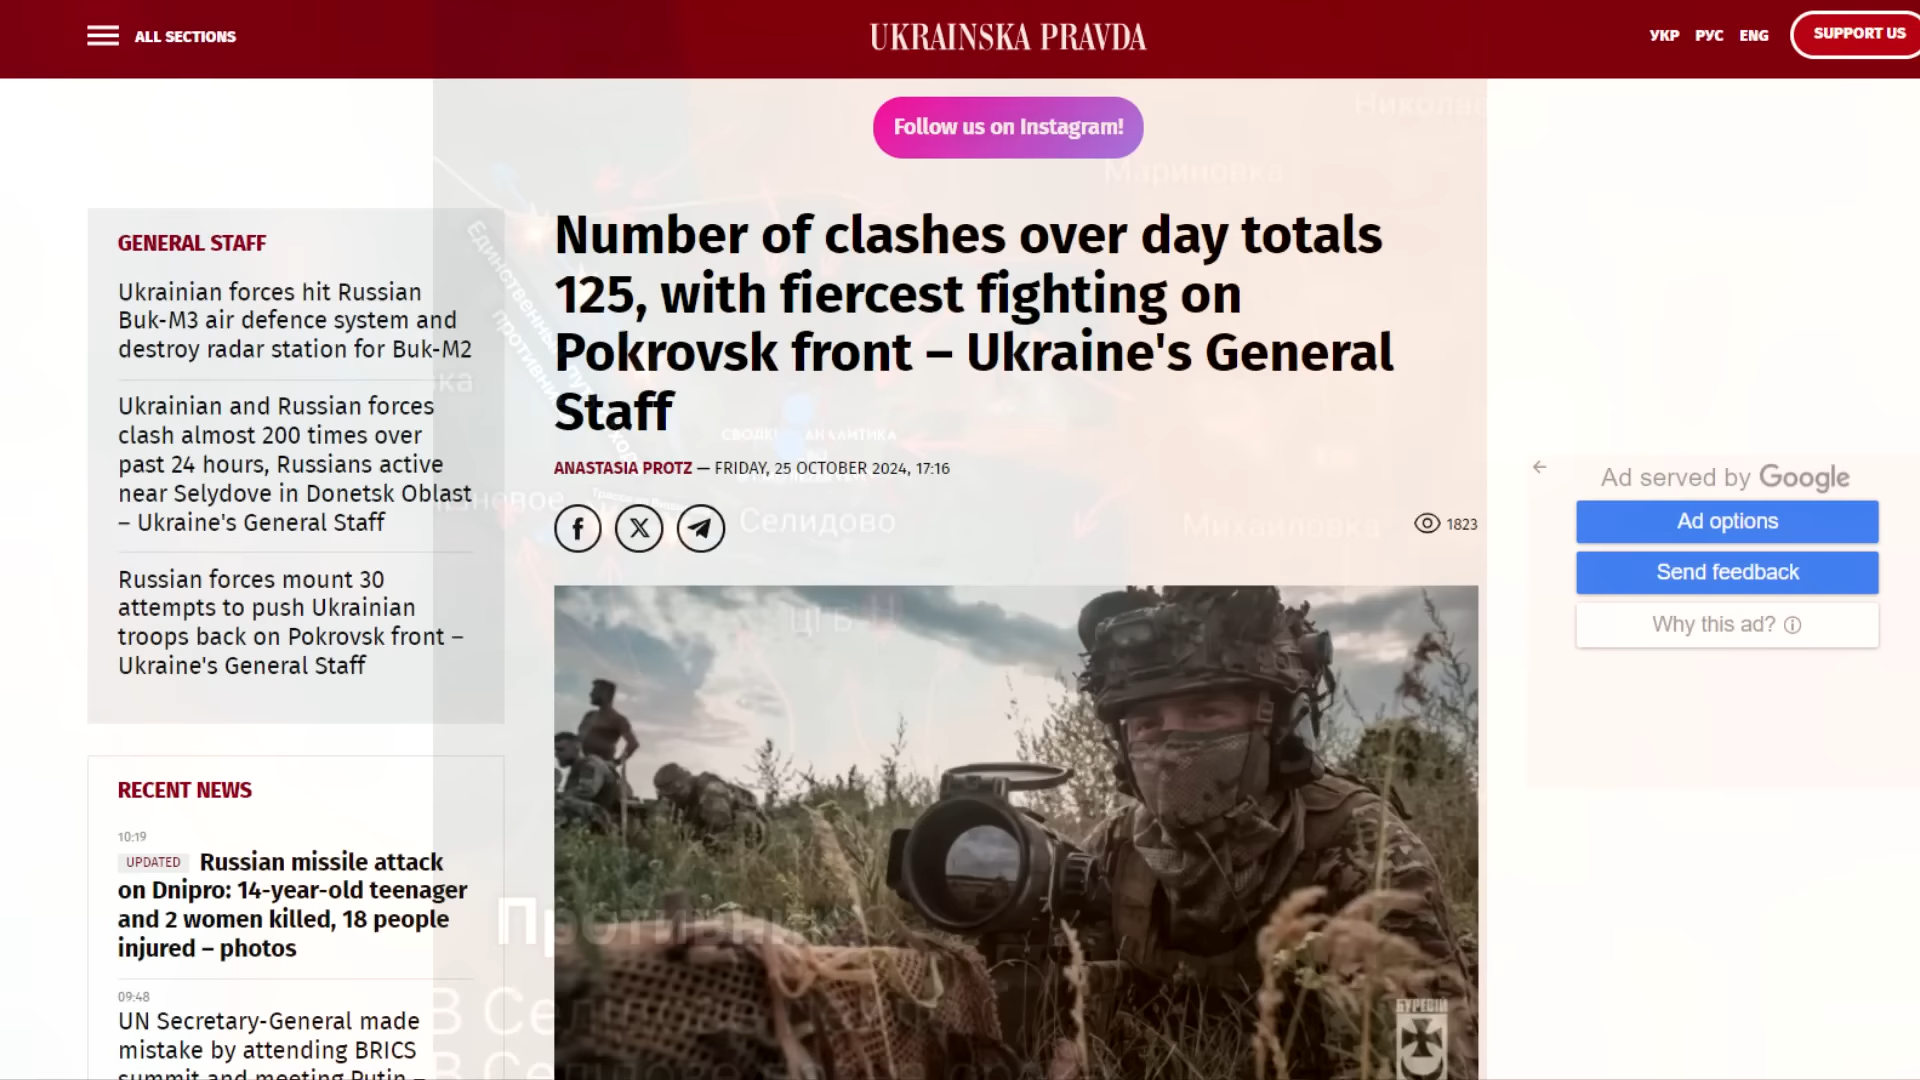 ALL SECTIONS
UKRAINSKA PRAVDA
УКР РУС ENG
SUPPORT US
Follow us on Instagram!
Мариновка
GENERAL STAFF
Ukrainian forces hit Russian
Buk-M3 air defence system and
destroy radar station for Buk-M2
Ukrainian and Russian forces
clash almost 200 times over
past 24 hours, Russians active
near Selydove in Donetsk Oblast
– Ukraine's General Staff
Russian forces mount 30
attempts to push Ukrainian
troops back on Pokrovsk front –
Ukraine's General Staff
RECENT NEWS
10:19
UPDATED Russian missile attack
on Dnipro: 14-year-old teenager
and 2 women killed, 18 people
injured – photos
09:48
UN Secretary-General made
mistake by attending BRICS
summit and meeting Putin –
Number of clashes over day totals
125, with fiercest fighting on
Pokrovsk front – Ukraine's General
Staff
ANASTASIA PROTZ — FRIDAY, 25 OCTOBER 2024, 17:16
1823
Селидово
Михайловка
БУРЕВІЙ
Ad served by Google
Ad options
Send feedback
Why this ad?